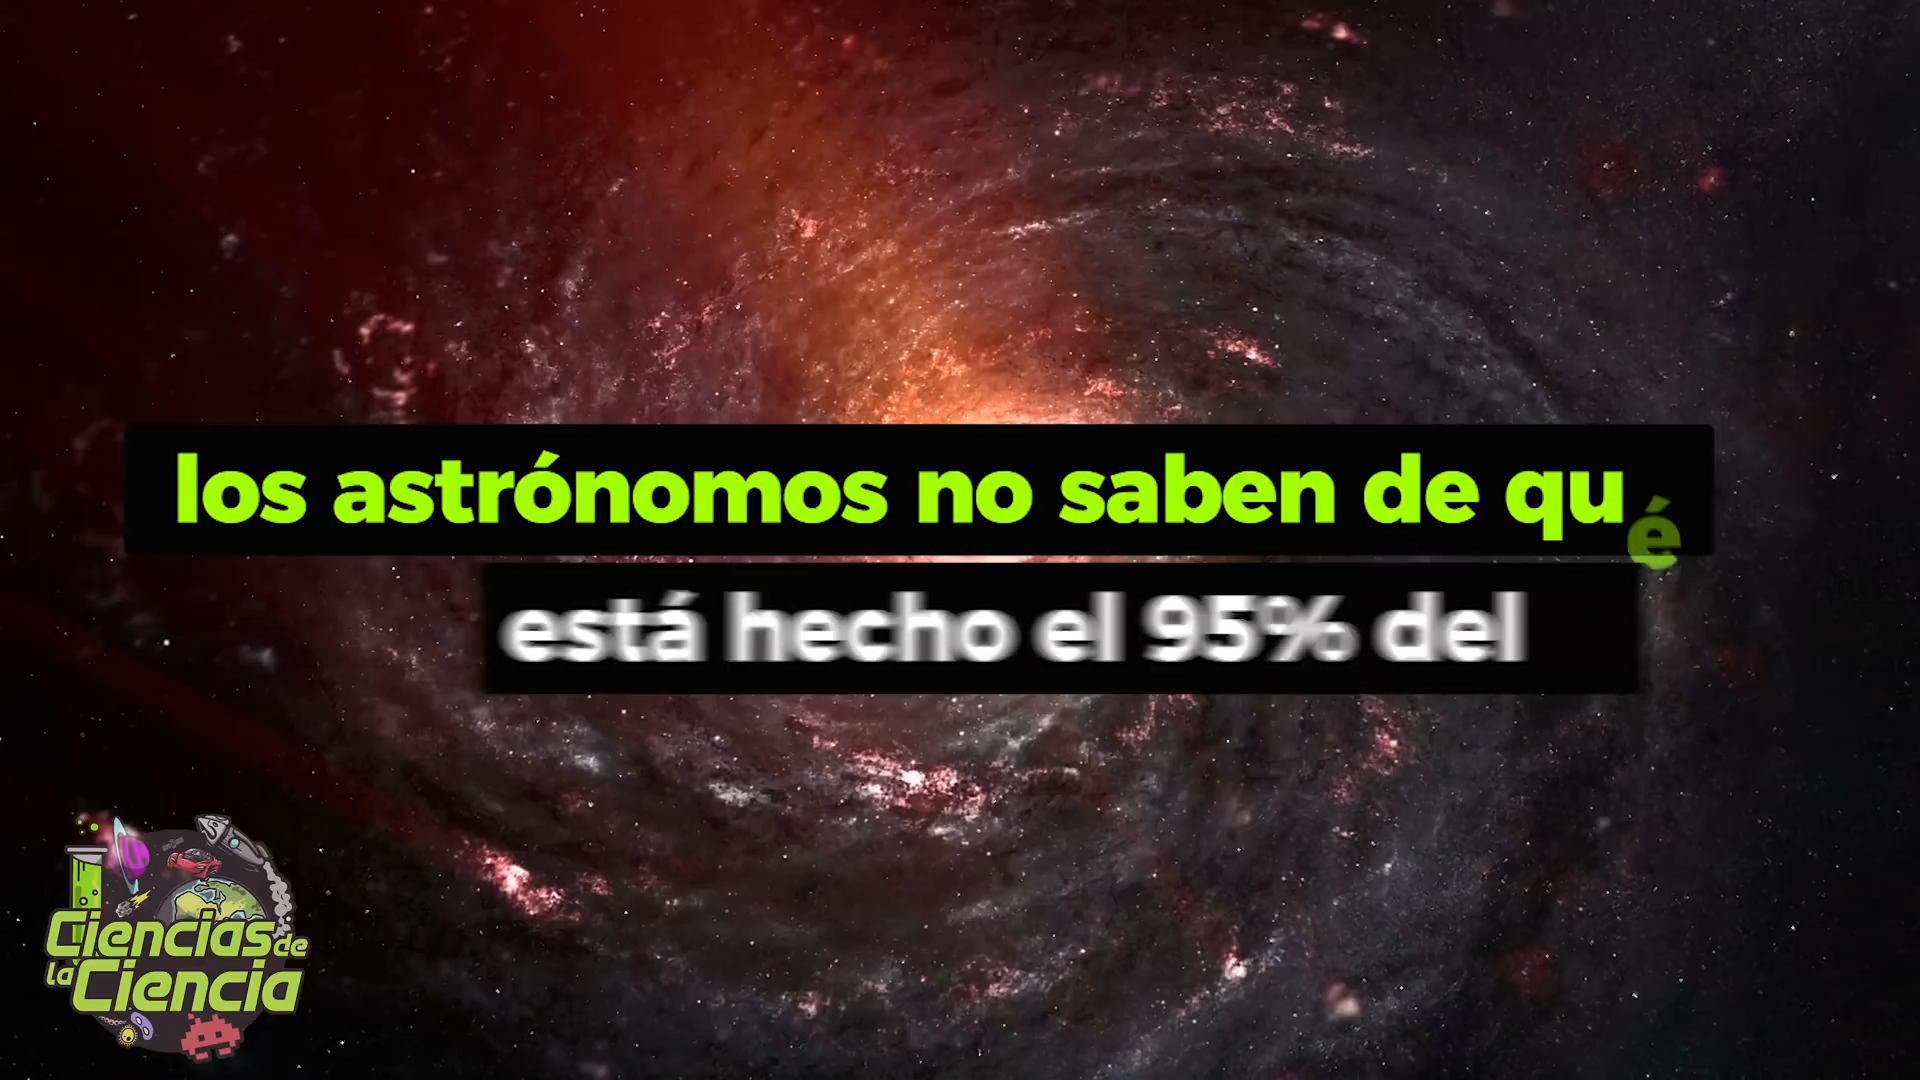 los astrónomos no saben de qué
está hecho el 95% del
Ciencias de
la Ciencia